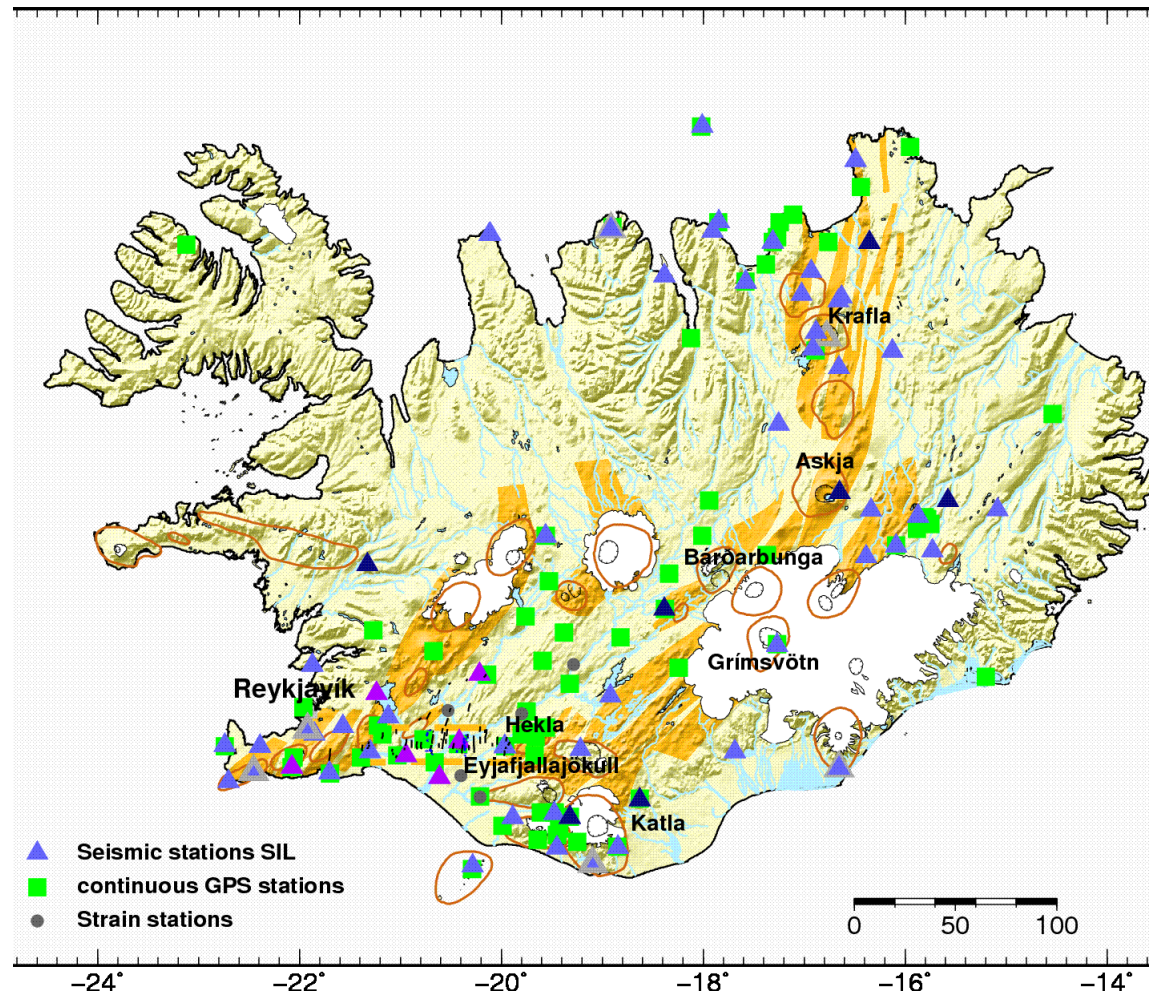 Krafla
Askja
Bárðarbunga
Grímsvötn
Reykjavík
Hekla
Eyjafjallajökull
Katla
Seismic stations SIL
continuous GPS stations
Strain stations
0 50 100
−24° −22° −20° −18° −16° −14°